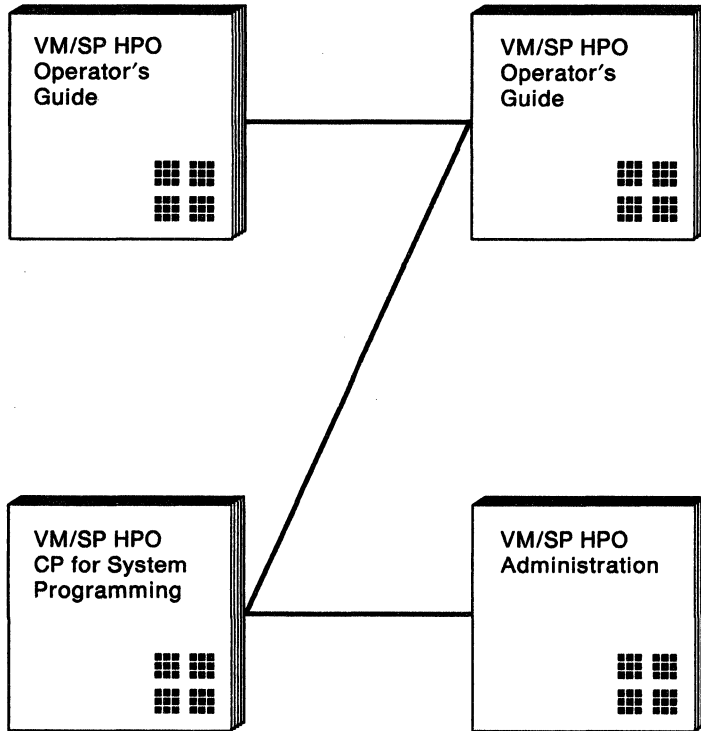 VM/SP HPO
Operator's
Guide
VM/SP HPO
Operator's
Guide
VM/SP HPO
CP for System
Programming
VM/SP HPO
Administration